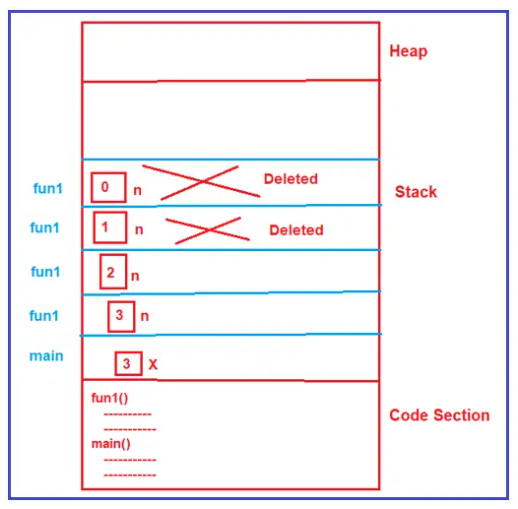 Heap
fun1 0 n Deleted
Stack
fun1 1 n Deleted
fun1 2 n
fun1 3 n
main 3 X
fun1()
----------
-----------
Code Section
main()
-----------
-----------